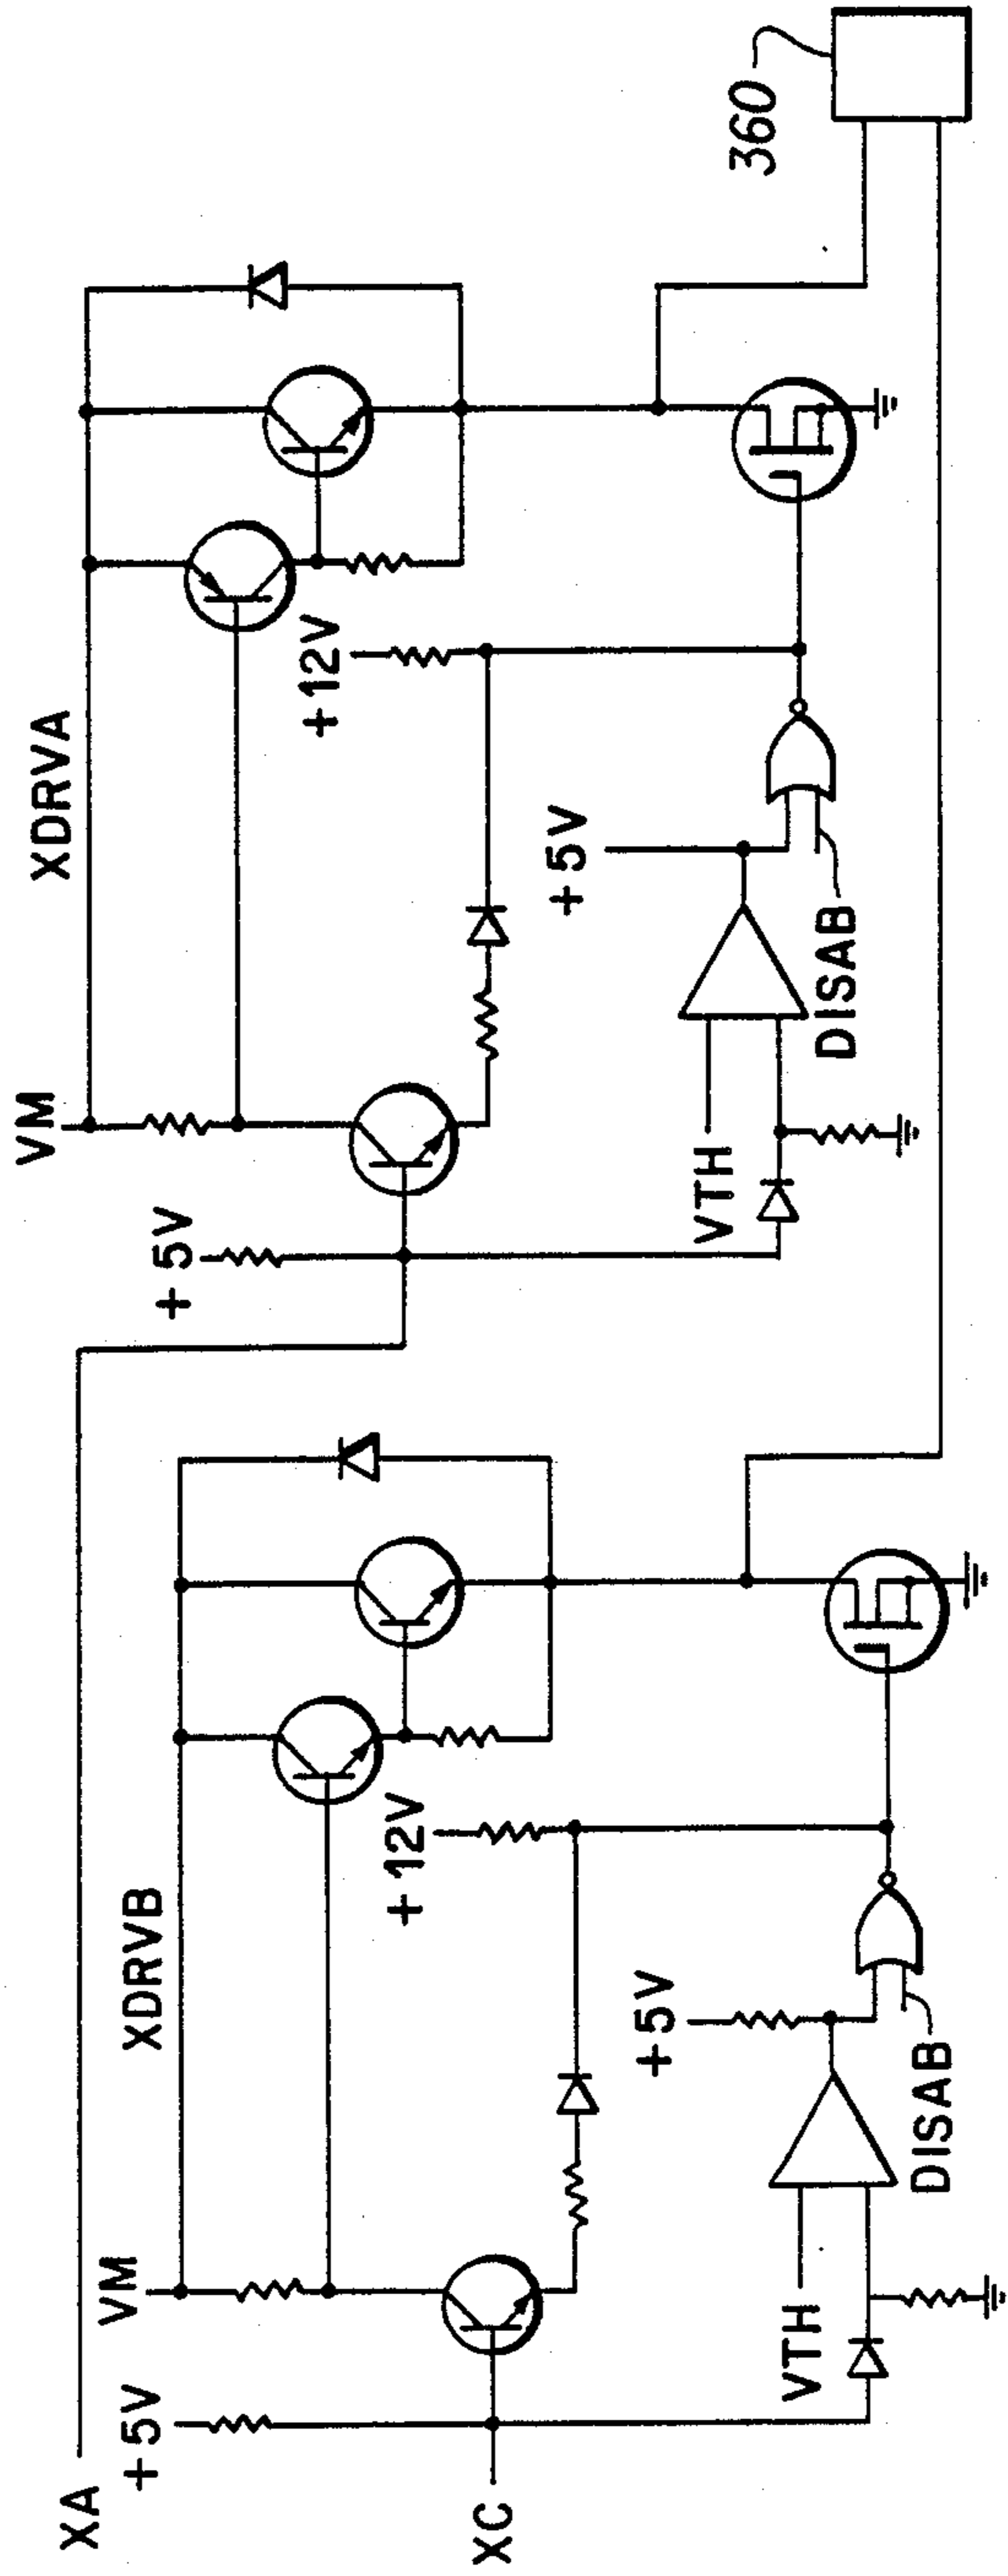 XA
XC
+5V
VM
XDRVB
+12V
+5V
VTH
DISAB
+5V
VM
XDRVA
+12V
+5V
VTH
DISAB
360